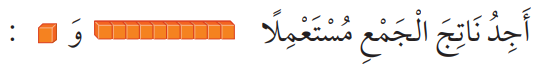 أَجِدُ نَاتِجَ الْجَمْعِ مُسْتَعْمِلًا وَ :